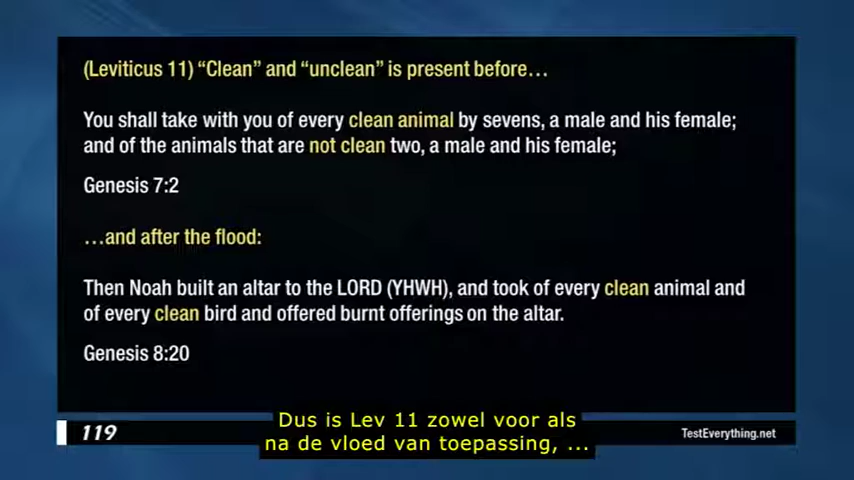 (Leviticus 11) “Clean” and “unclean” is present before…
You shall take with you of every clean animal by sevens, a male and his female;
and of the animals that are not clean two, a male and his female;
Genesis 7:2
…and after the flood:
Then Noah built an altar to the LORD (YHWH), and took of every clean animal and
of every clean bird and offered burnt offerings on the altar.
Genesis 8:20
Dus is Lev 11 zowel voor als
na de vloed van toepassing, ...
119
TestEverything.net